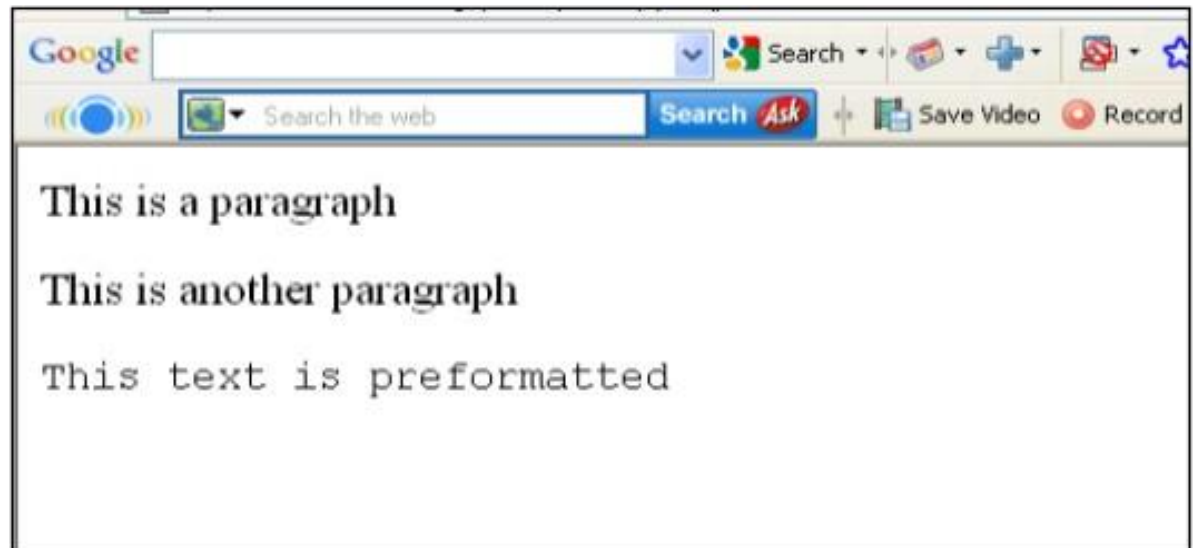 Google Search
Search the web Search Ask Save Video Record
This is a paragraph
This is another paragraph
This text is preformatted